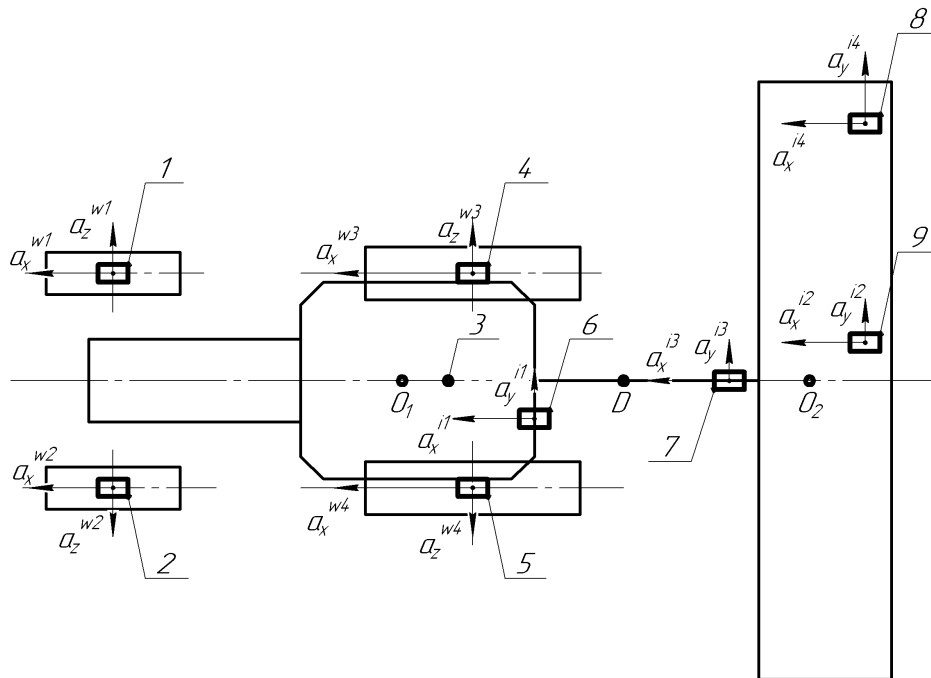 8
a_y^{i4}
a_x^{i4}
1
4
a_z^{w1}
a_z^{w3}
a_x^{w1}
a_x^{w3}
9
6
3
a_x^{i2}
a_y^{i2}
a_x^{i3}
a_y^{i3}
a_y^{i1}
O_1
D
O_2
a_x^{i1}
7
a_x^{w2}
a_x^{w4}
a_z^{w2}
a_z^{w4}
2
5